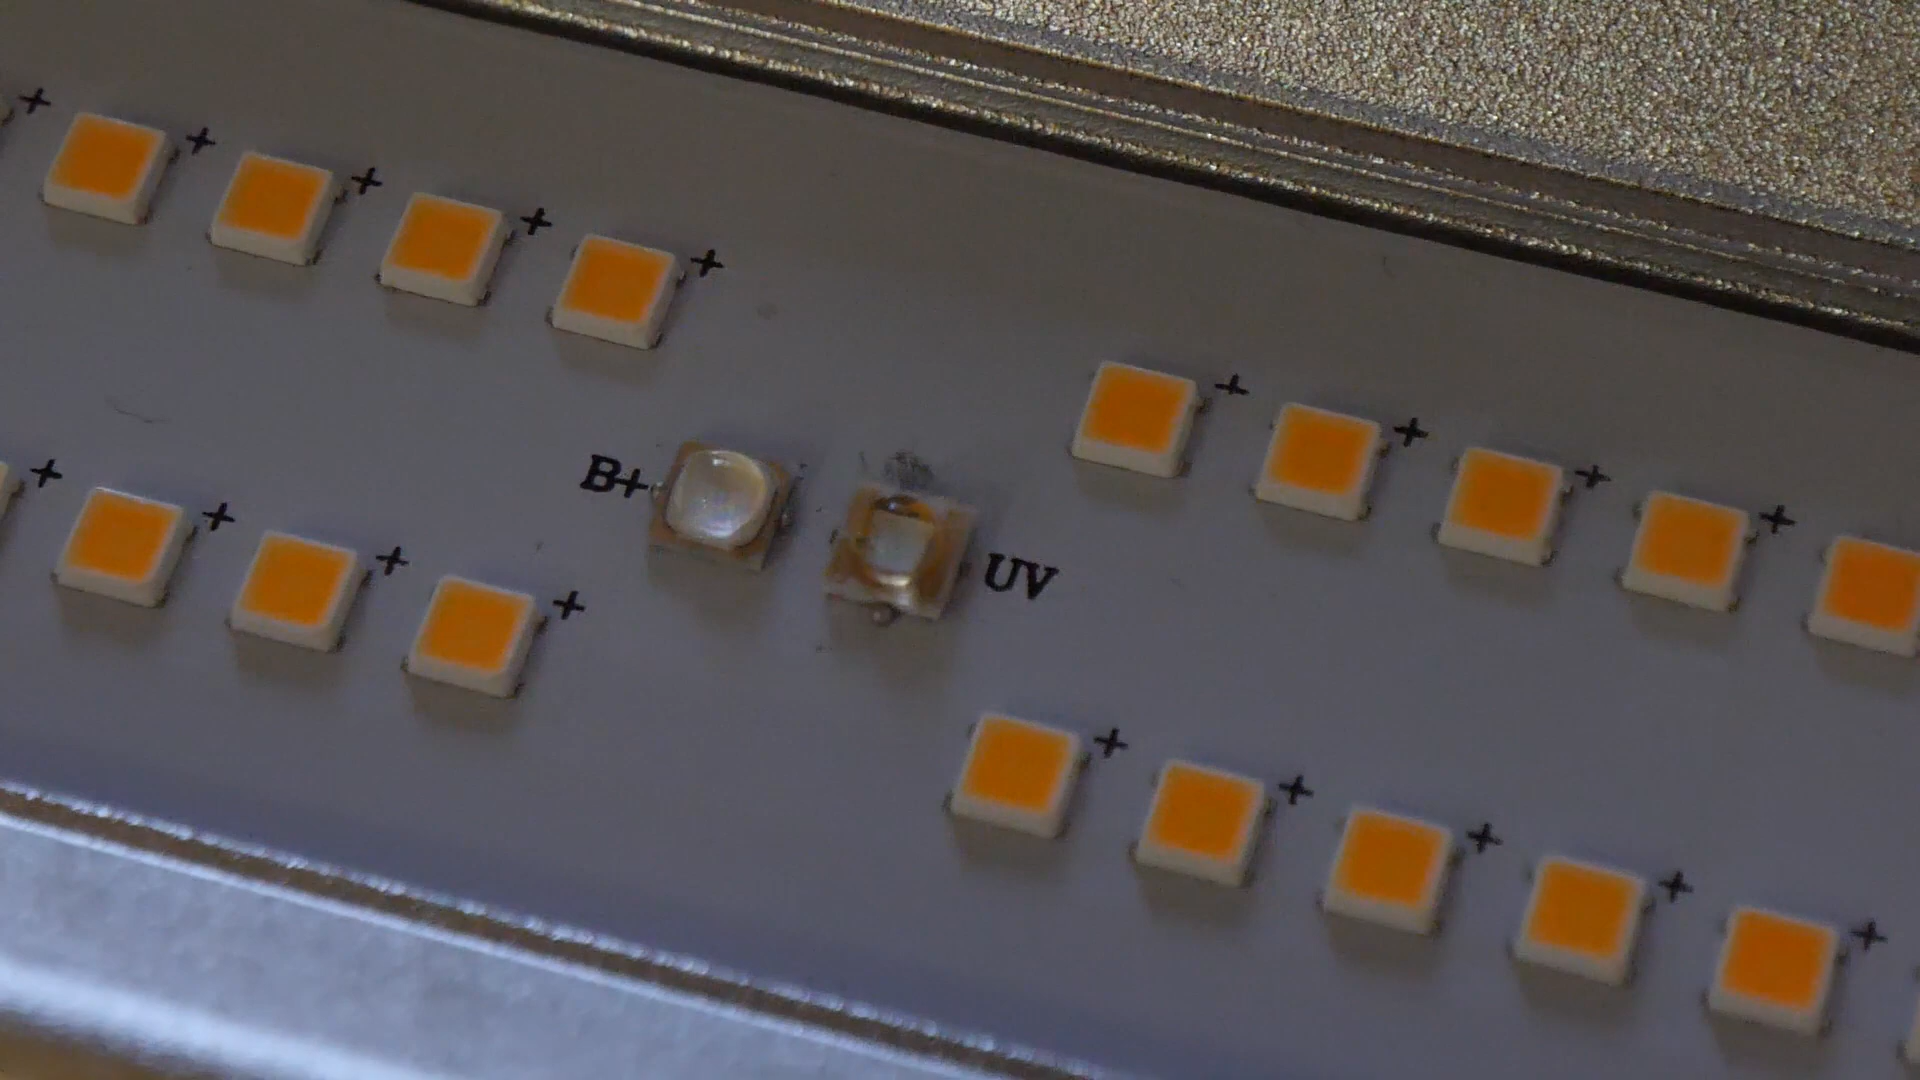 + + + + +
+ + + +
B+
UV
+ + + +
+ + + + +